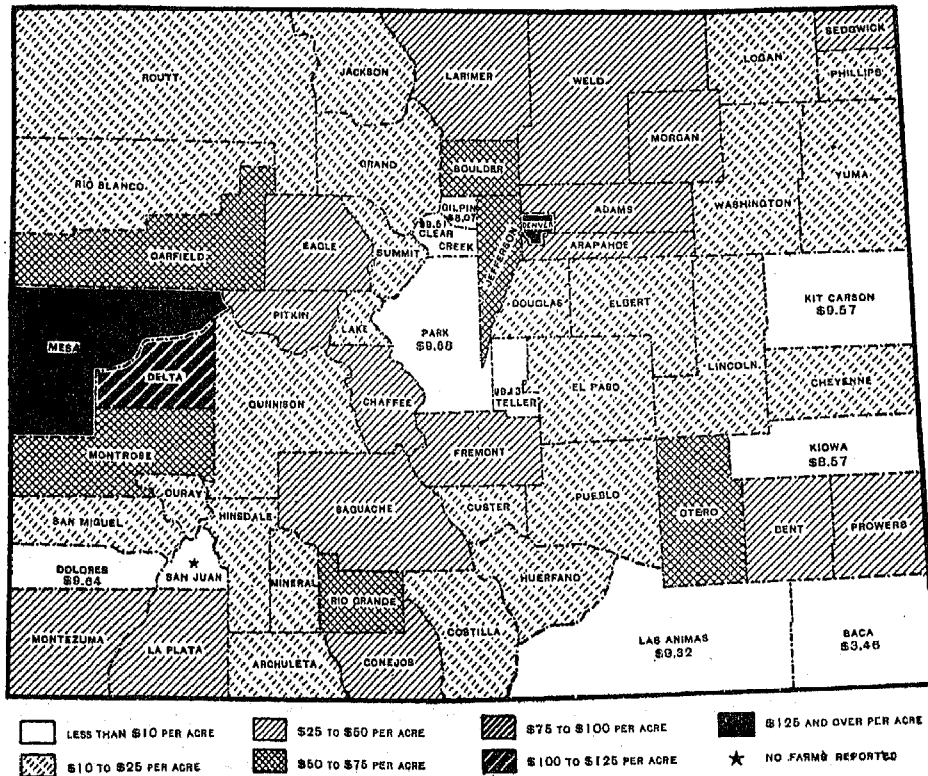 ROUTT
JACKSON
LARIMER
WELD
LOGAN
SEDGWICK
PHILLIPS
MORGAN
GRAND
BOULDER
RIO BLANCO
YUMA
WASHINGTON
GILPIN
$8.07
ADAMS
DENVER
CLEAR
CREEK
JEFFERSON
ARAPAHOE
EAGLE
SUMMIT
GARFIELD
DOUGLAS
ELBERT
KIT CARSON
$9.57
PITKIN
LAKE
PARK
$9.68
MESA
DELTA
LINCOLN
CHEYENNE
GUNNISON
CHAFFEE
TELLER
EL PASO
MONTROSE
FREMONT
KIOWA
$8.57
OURAY
SAN MIGUEL
HINSDALE
SAGUACHE
CUSTER
PUEBLO
OTERO
BENT
PROWERS
DOLORES
$9.64
★
SAN JUAN
MINERAL
RIO GRANDE
HUERFANO
MONTEZUMA
LA PLATA
ARCHULETA
CONEJOS
COSTILLA
LAS ANIMAS
$9.32
BACA
$3.46
LESS THAN $10 PER ACRE
$25 TO $50 PER ACRE
$75 TO $100 PER ACRE
$125 AND OVER PER ACRE
$10 TO $25 PER ACRE
$50 TO $75 PER ACRE
$100 TO $125 PER ACRE
★ NO FARMS REPORTED